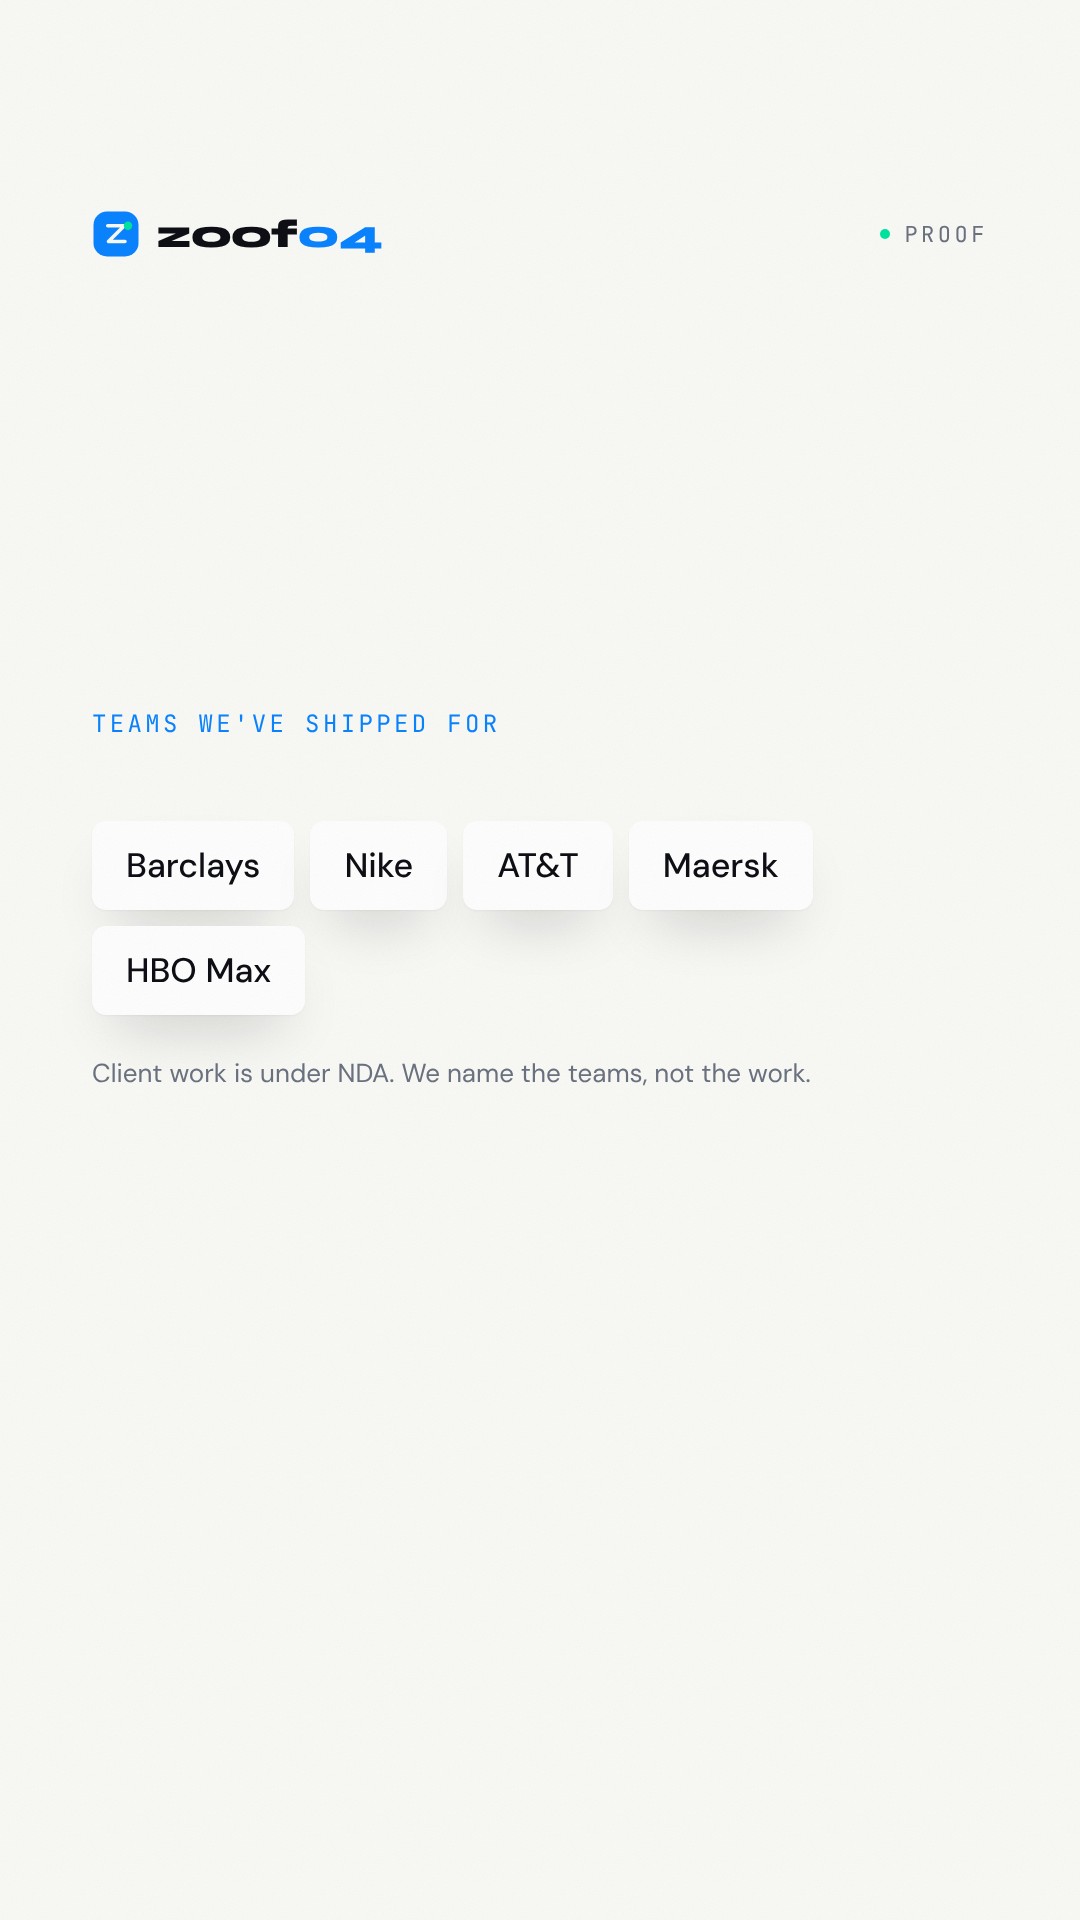 Z zoof04
PROOF
TEAMS WE'VE SHIPPED FOR
Barclays Nike AT&T Maersk
HBO Max
Client work is under NDA. We name the teams, not the work.